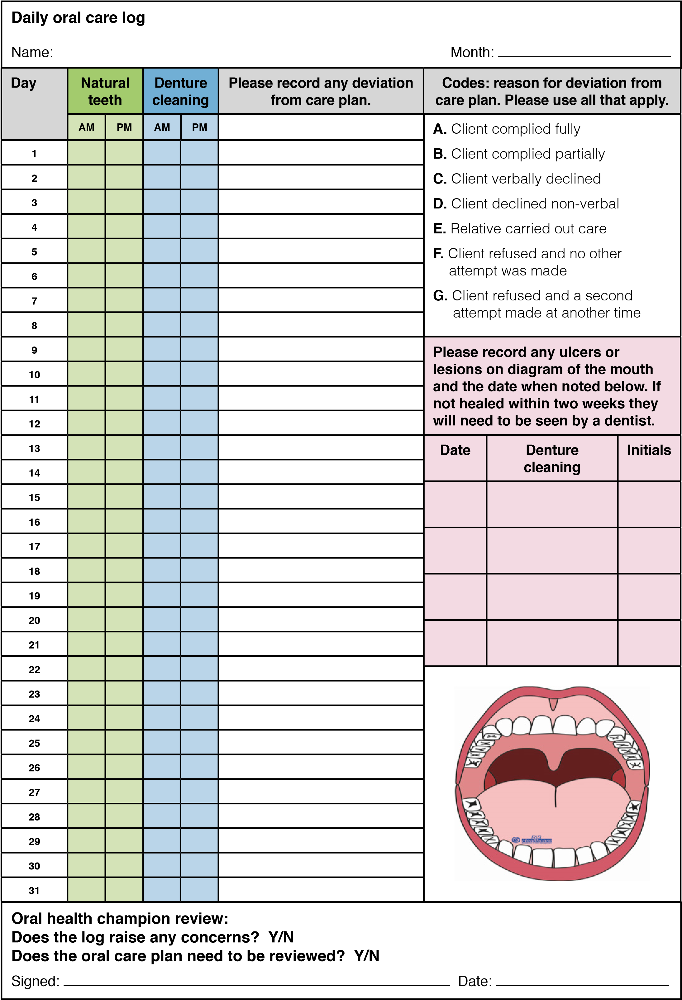 Daily oral care log
Name:
Month:
Day
Natural
teeth
Denture
cleaning
Please record any deviation
from care plan.
Codes: reason for deviation from
care plan. Please use all that apply.
AM PM AM PM
A. Client complied fully
B. Client complied partially
C. Client verbally declined
D. Client declined non-verbal
E. Relative carried out care
F. Client refused and no other
attempt was made
G. Client refused and a second
attempt made at another time
1
2
3
4
5
6
7
8
9
10
11
12
13
14
15
16
17
18
19
20
21
22
23
24
25
26
27
28
29
30
31
Please record any ulcers or
lesions on diagram of the mouth
and the date when noted below. If
not healed within two weeks they
will need to be seen by a dentist.
Date
Denture
cleaning
Initials
RIS
Healthcare
Oral health champion review:
Does the log raise any concerns? Y/N
Does the oral care plan need to be reviewed? Y/N
Signed:
Date: